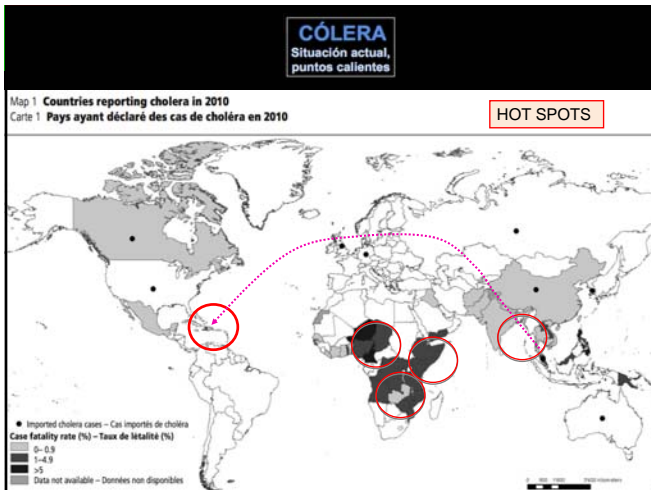 CÓLERA
Situación actual,
puntos calientes
Map 1 Countries reporting cholera in 2010
Carte 1 Pays ayant déclaré des cas de choléra en 2010
HOT SPOTS
Imported cholera cases – Cas importés de choléra
Case fatality rate (%) – Taux de létalité (%)
0– 0.9
1–4.9
>5
Data not available – Données non disponibles